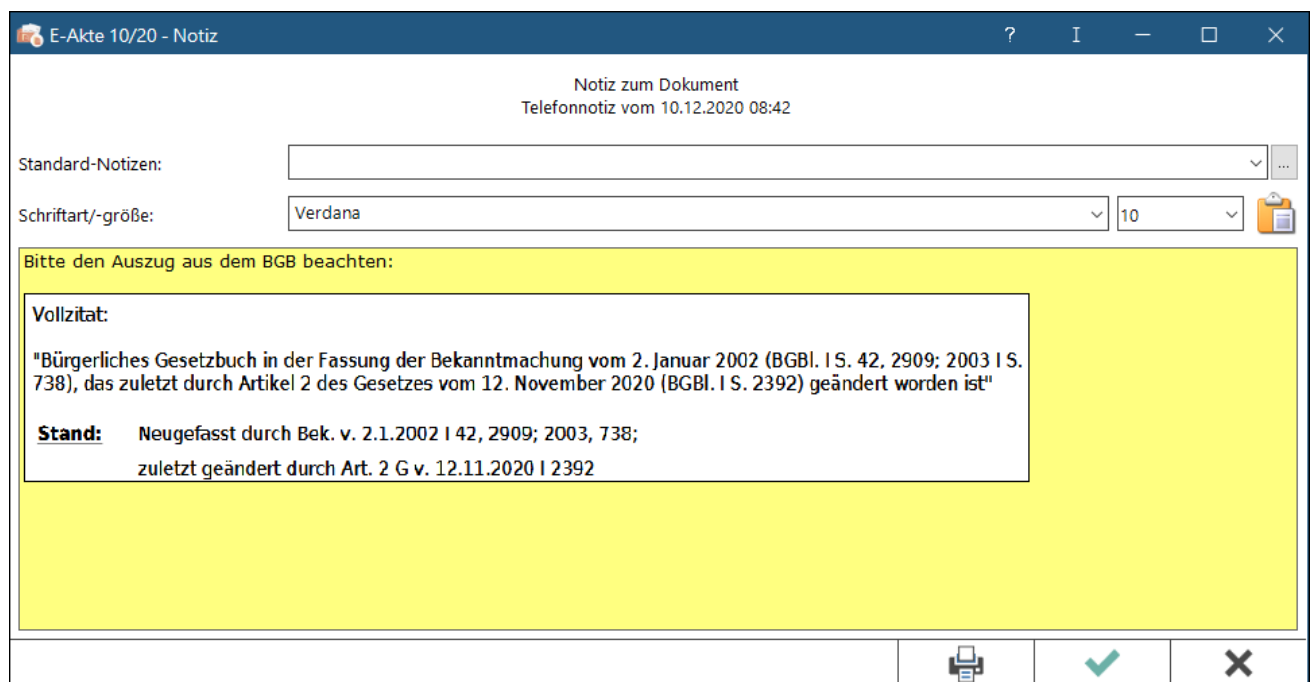 E-Akte 10/20 - Notiz
Notiz zum Dokument
Telefonnotiz vom 10.12.2020 08:42
Standard-Notizen:
...
Schriftart/-größe:
Verdana
10
Bitte den Auszug aus dem BGB beachten:
Vollzitat:
"Bürgerliches Gesetzbuch in der Fassung der Bekanntmachung vom 2. Januar 2002 (BGBl. I S. 42, 2909; 2003 I S.
738), das zuletzt durch Artikel 2 des Gesetzes vom 12. November 2020 (BGBl. I S. 2392) geändert worden ist"
Stand: Neugefasst durch Bek. v. 2.1.2002 I 42, 2909; 2003, 738;
zuletzt geändert durch Art. 2 G v. 12.11.2020 I 2392